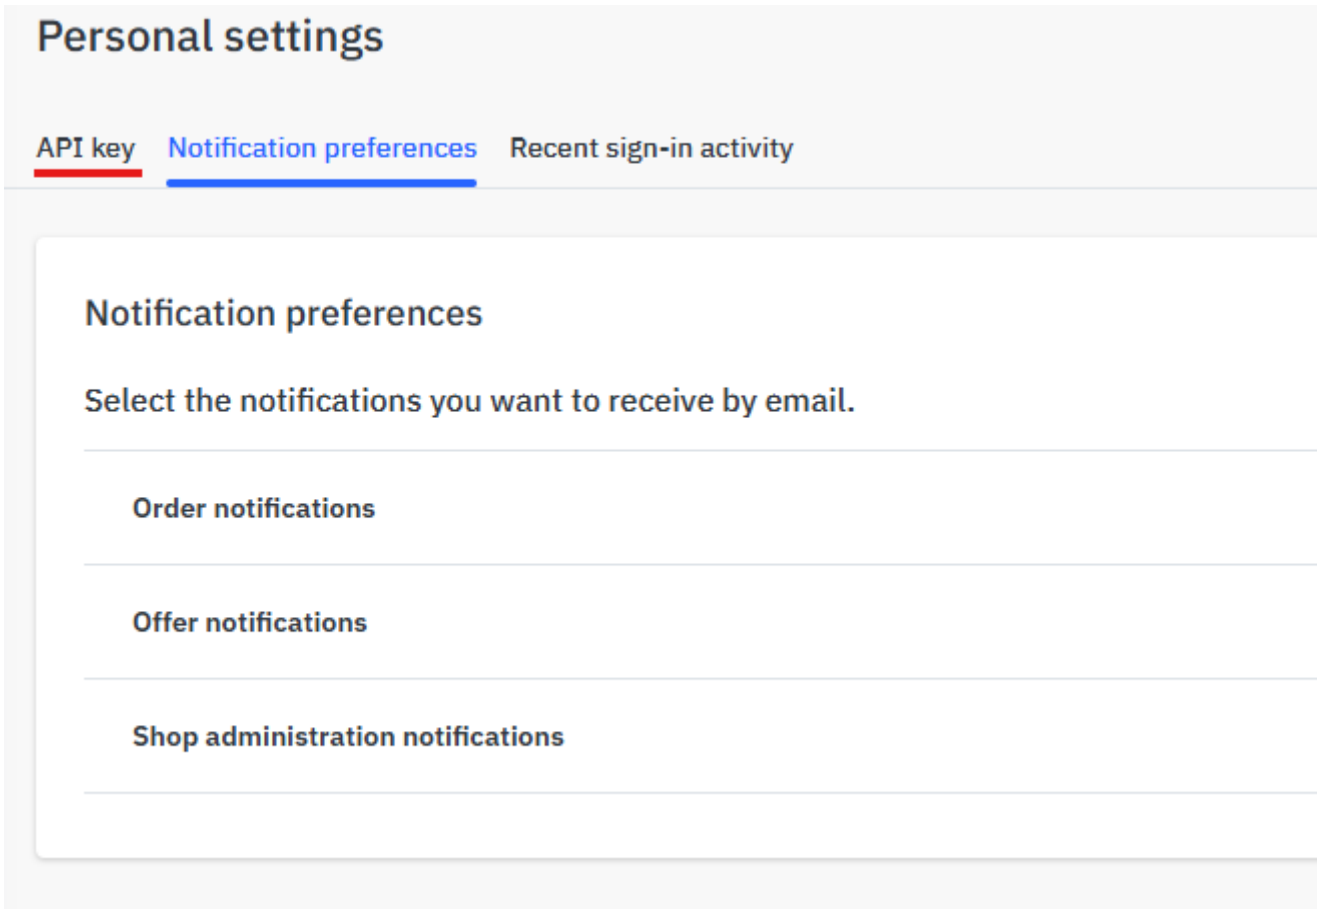 Personal settings
API key Notification preferences Recent sign-in activity
Notification preferences
Select the notifications you want to receive by email.
Order notifications
Offer notifications
Shop administration notifications